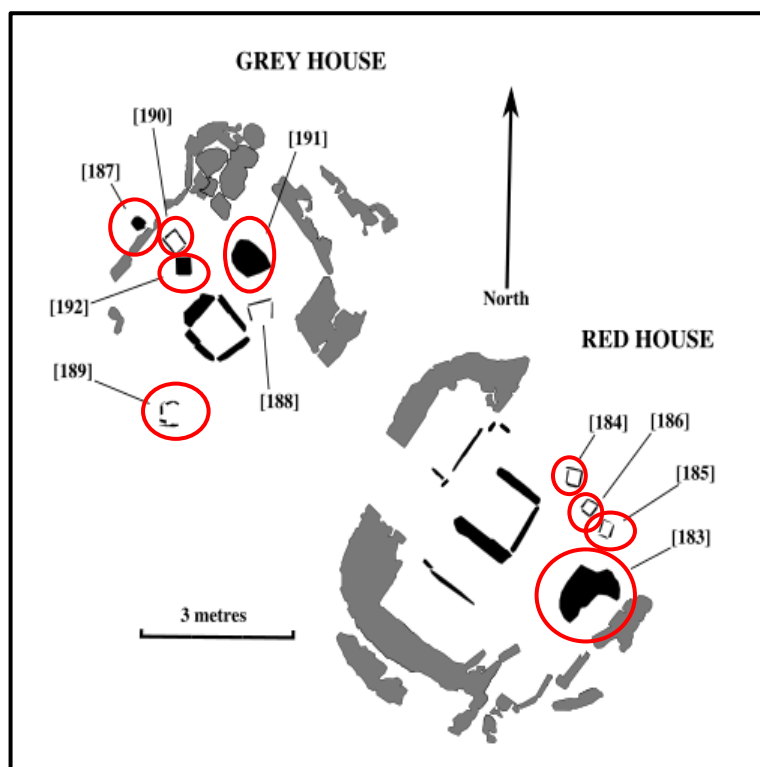 GREY HOUSE
[190]
[191]
[187]
[192]
North
RED HOUSE
[189]
[188]
[184]
[186]
[185]
[183]
3 metres